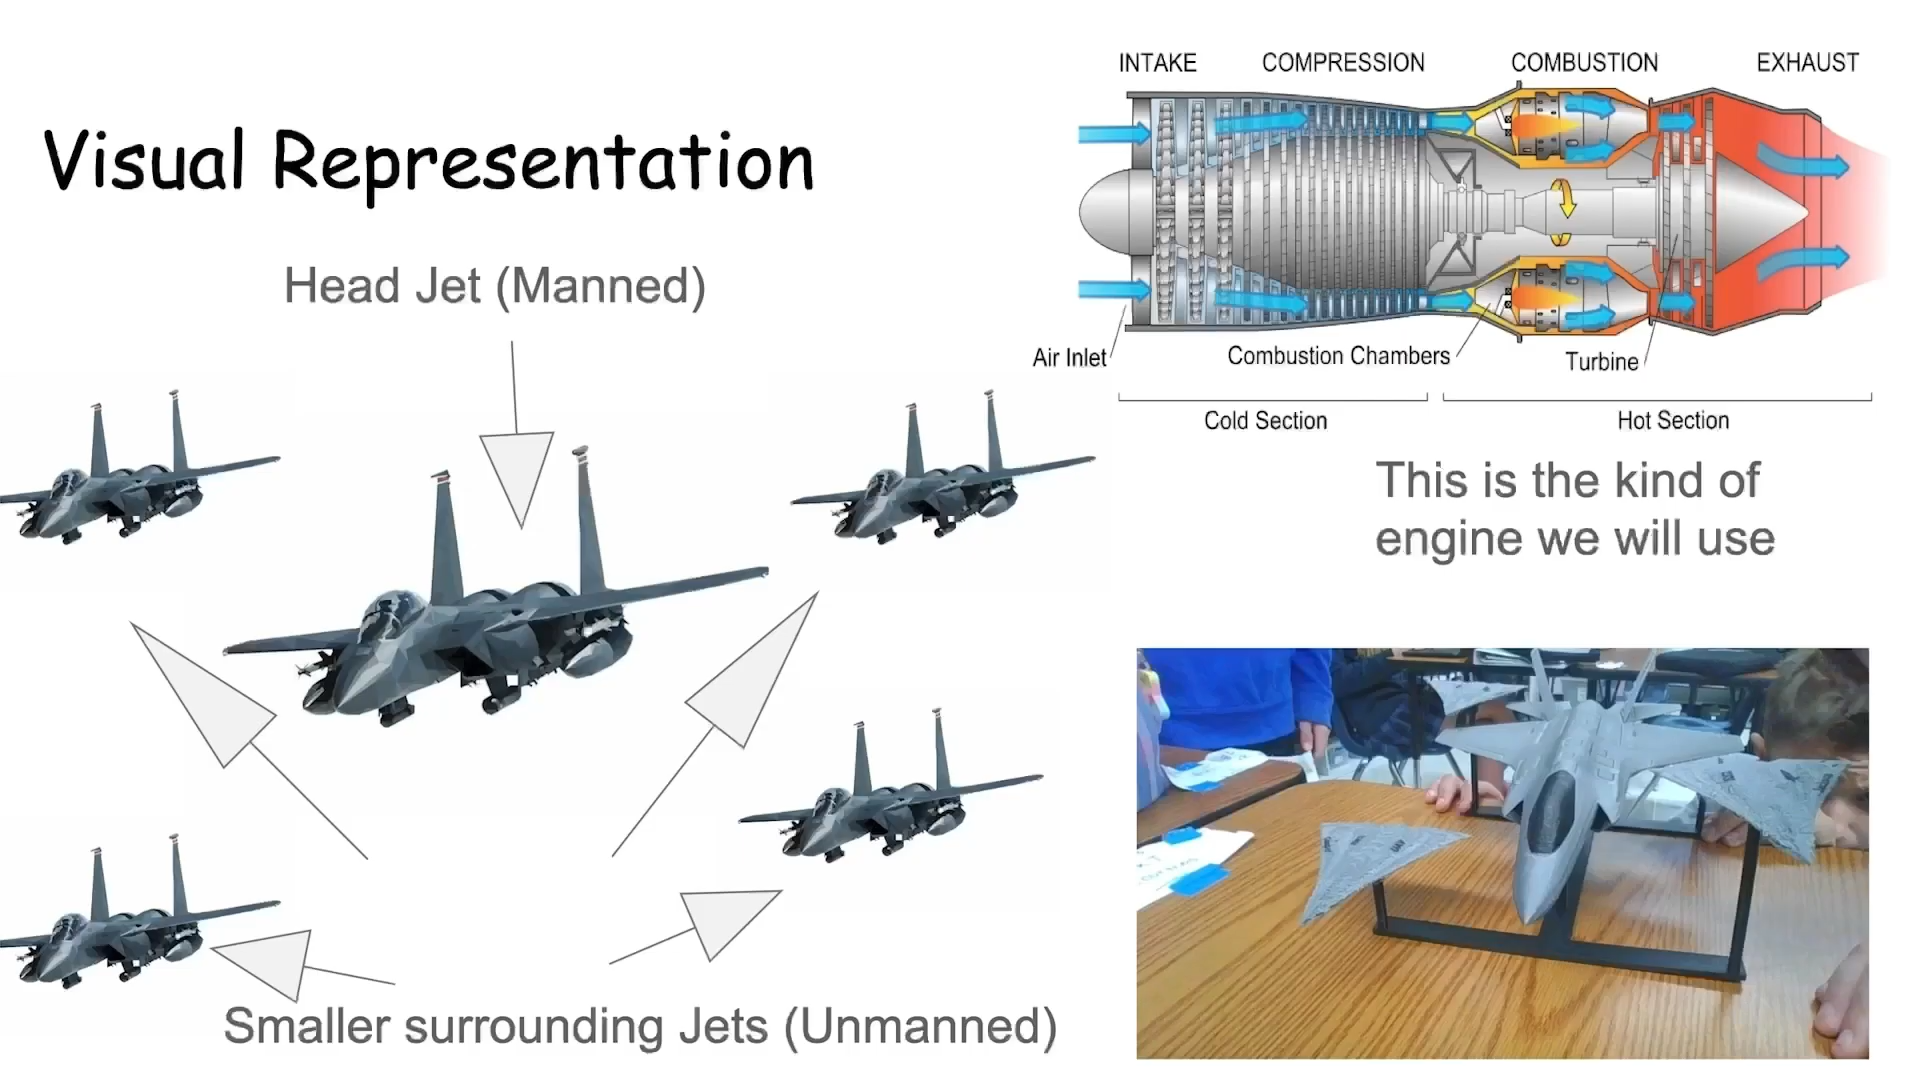 Visual Representation
Head Jet (Manned)
Smaller surrounding Jets (Unmanned)
INTAKE COMPRESSION COMBUSTION EXHAUST
Air Inlet
Combustion Chambers
Turbine
Cold Section
Hot Section
This is the kind of
engine we will use